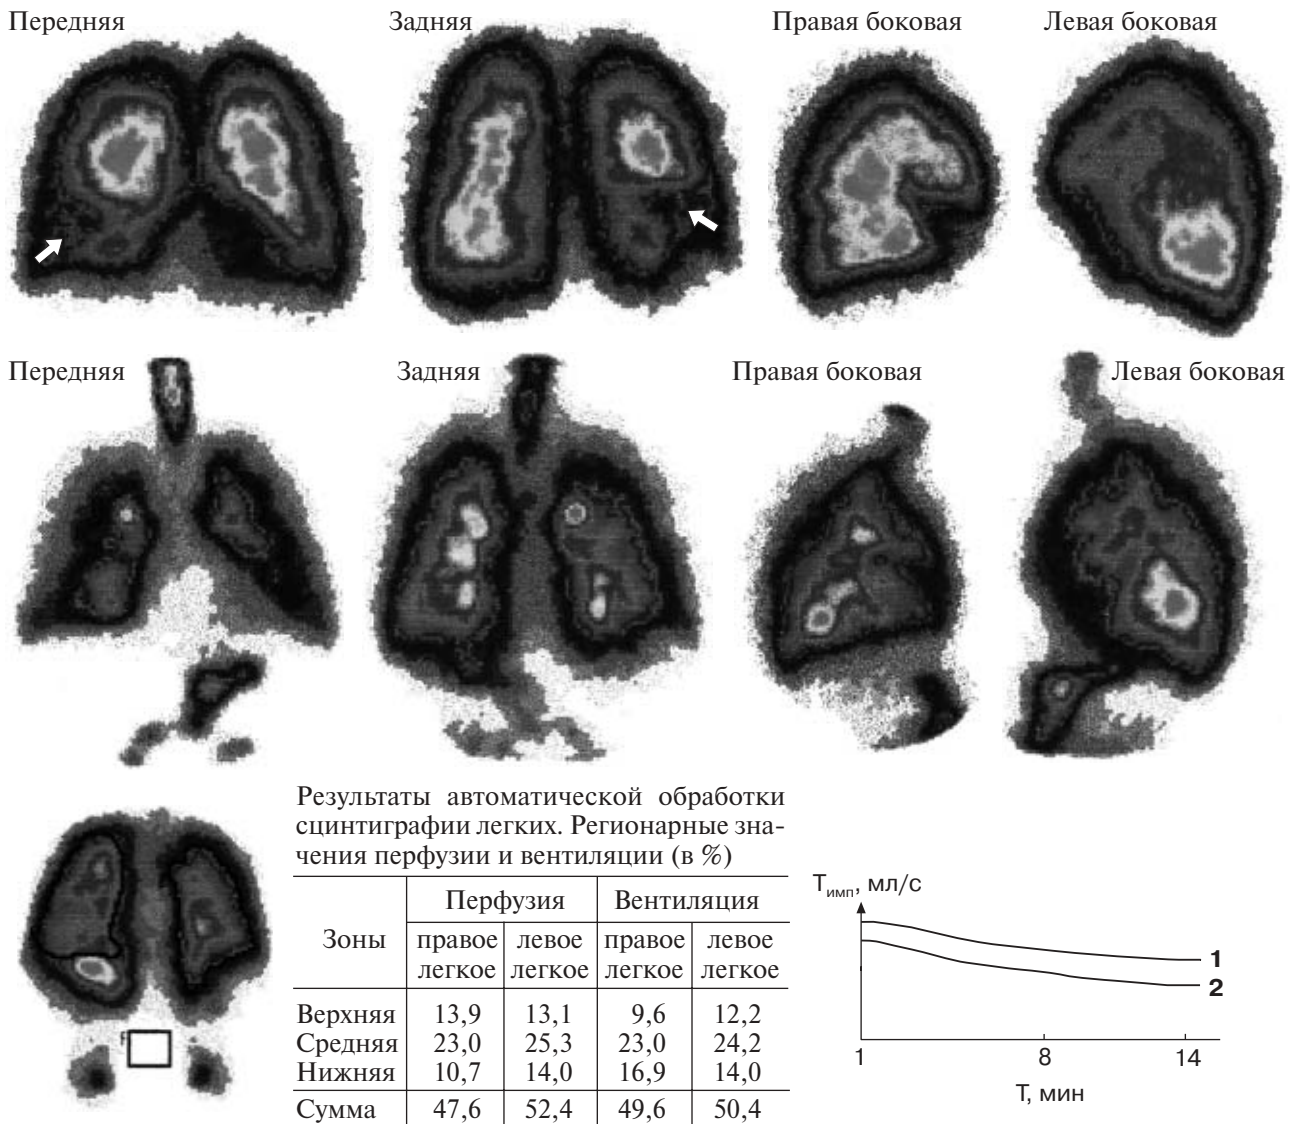 Передняя
Задняя
Правая боковая
Левая боковая
Передняя
Задняя
Правая боковая
Левая боковая
Результаты автоматической обработки
сцинтиграфии легких. Регионарные зна-
чения перфузии и вентиляции (в %)
Зоны Перфузия Вентиляция
правое легкое левое легкое правое легкое левое легкое
Верхняя 13,9 13,1 9,6 12,2
Средняя 23,0 25,3 23,0 24,2
Нижняя 10,7 14,0 16,9 14,0
Сумма 47,6 52,4 49,6 50,4
Tимп, мл/с
1
2
1 8 14
T, мин